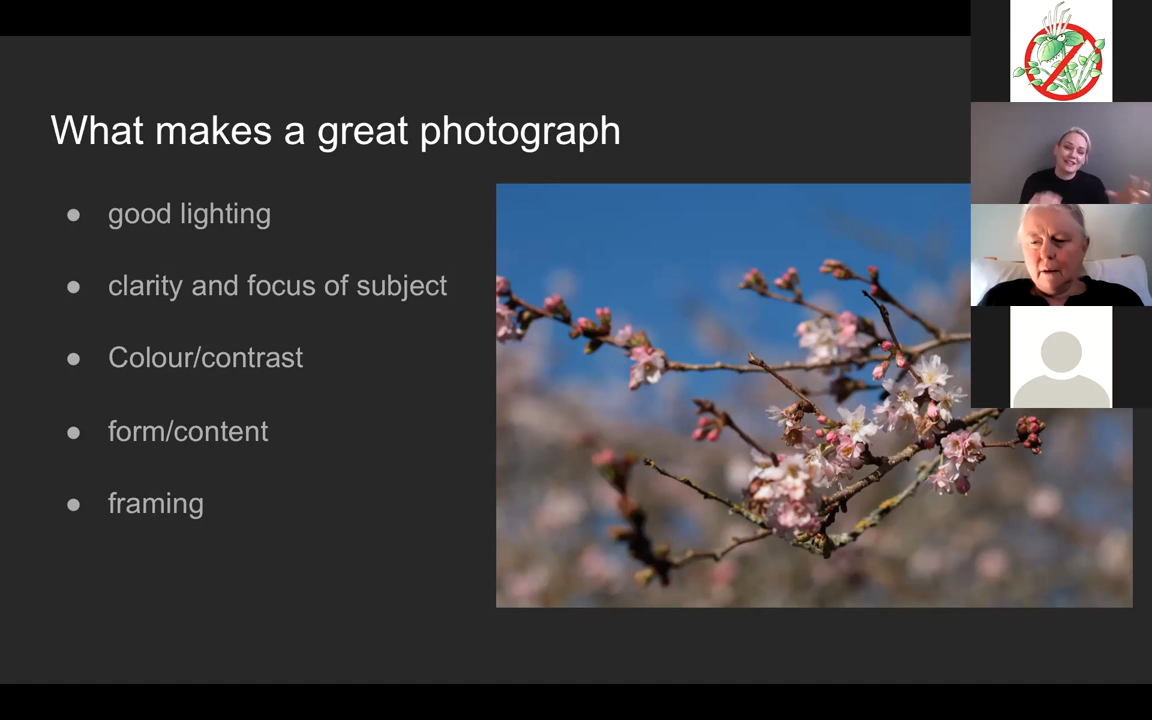 What makes a great photograph
● good lighting
● clarity and focus of subject
● Colour/contrast
● form/content
● framing